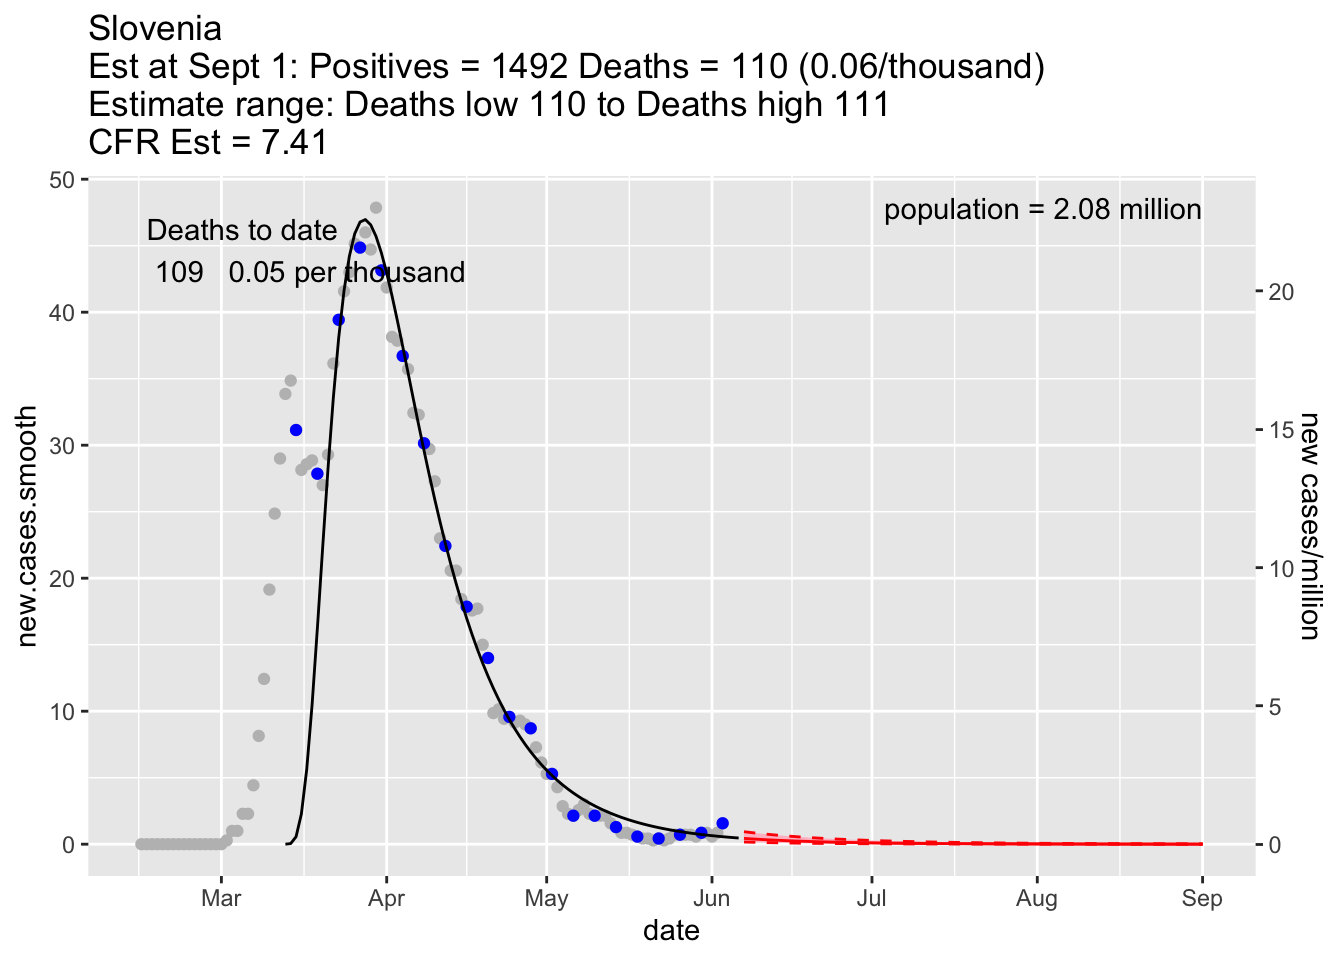 Slovenia
Est at Sept 1: Positives = 1492 Deaths = 110 (0.06/thousand)
Estimate range: Deaths low 110 to Deaths high 111
CFR Est = 7.41
50
40
30
20
10
0
new.cases.smooth
Deaths to date
109 0.05 per thousand
population = 2.08 million
20
15
10
5
0
new cases/million
Mar Apr May Jun Jul Aug Sep
date